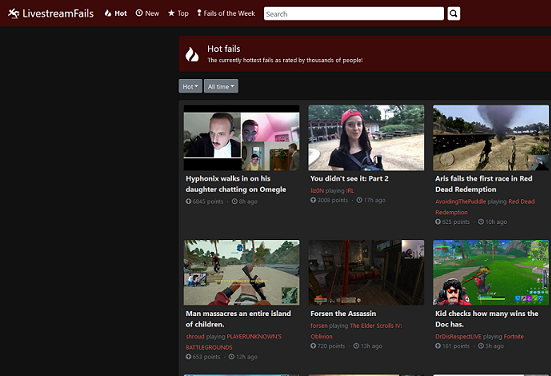 LivestreamFails Hot New Top Fails of the Week Search
Hot fails
The currently hottest fails as rated by thousands of people!
Hot All time
Hyphonix walks in on his
daughter chatting on Omegle
6845 points · 8h ago
You didn't see it: Part 2
liz0N playing IRL
3008 points · 17h ago
Aris fails the first race in Red
Dead Redemption
AvoidingThePuddle playing Red Dead
Redemption
625 points · 10h ago
Man massacres an entire island
of children.
shroud playing PLAYERUNKNOWN'S
BATTLEGROUNDS
653 points · 13h ago
Forsen the Assassin
forsen playing The Elder Scrolls IV:
Oblivion
720 points · 13h ago
Kid checks how many wins the
Doc has.
DrDisRespectLIVE playing Fortnite
161 points · 5h ago